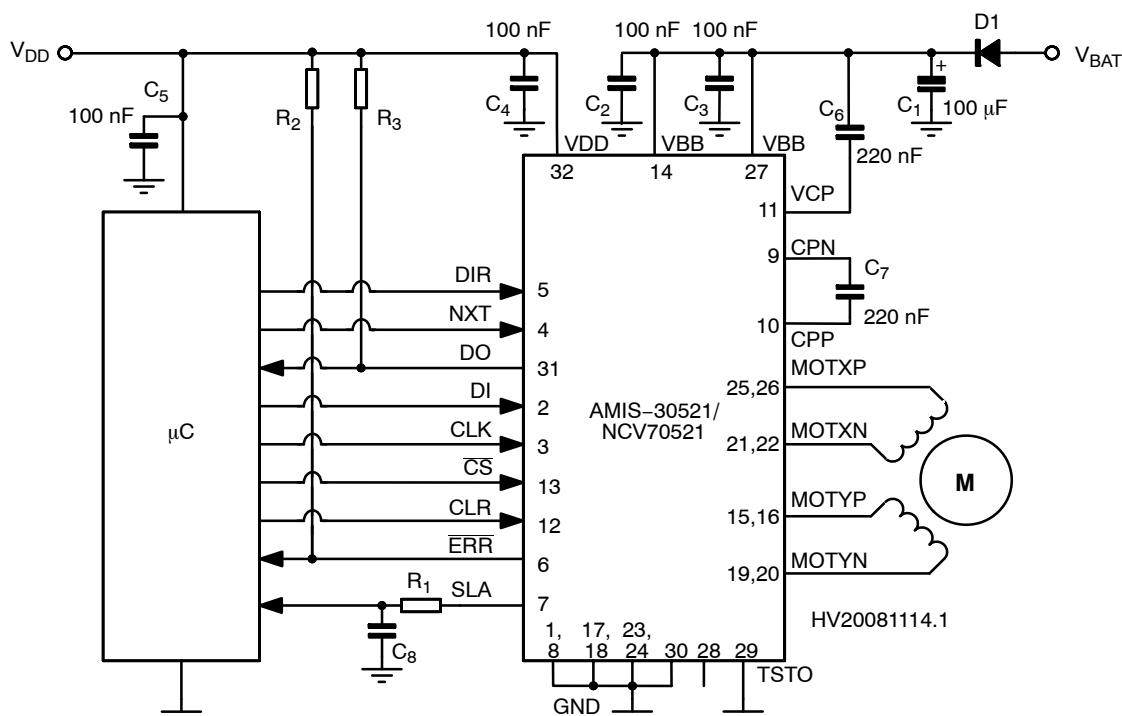 100 nF
100 nF 100 nF
D1
VDD
VBAT
C5
100 nF
R2
R3
C4
C2
C3
C6
C1
+
100 μF
220 nF
VDD
VBB
VBB
32
14
27
VCP
11
CPN
9
C7
220 nF
10
CPP
DIR
5
NXT
4
DO
31
DI
2
CLK
3
CS
13
CLR
12
ERR
6
R1
SLA
7
C8
μC
AMIS−30521/
NCV70521
MOTXP
25,26
MOTXN
21,22
MOTYP
15,16
MOTYN
19,20
M
HV20081114.1
1, 17, 23,
8 18 24 30 28 29
TSTO
GND